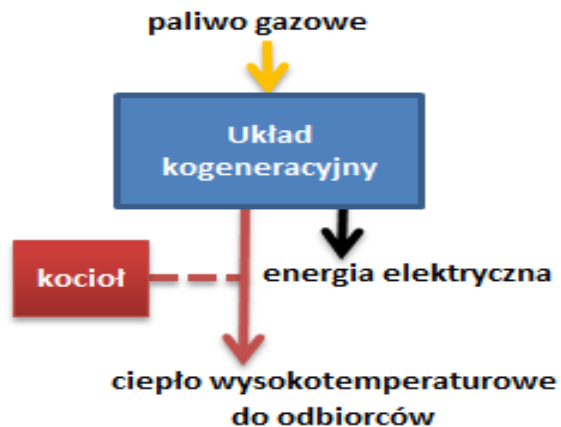 paliwo gazowe
Układ
kogeneracyjny
kocioł
energia elektryczna
ciepło wysokotemperaturowe
do odbiorców